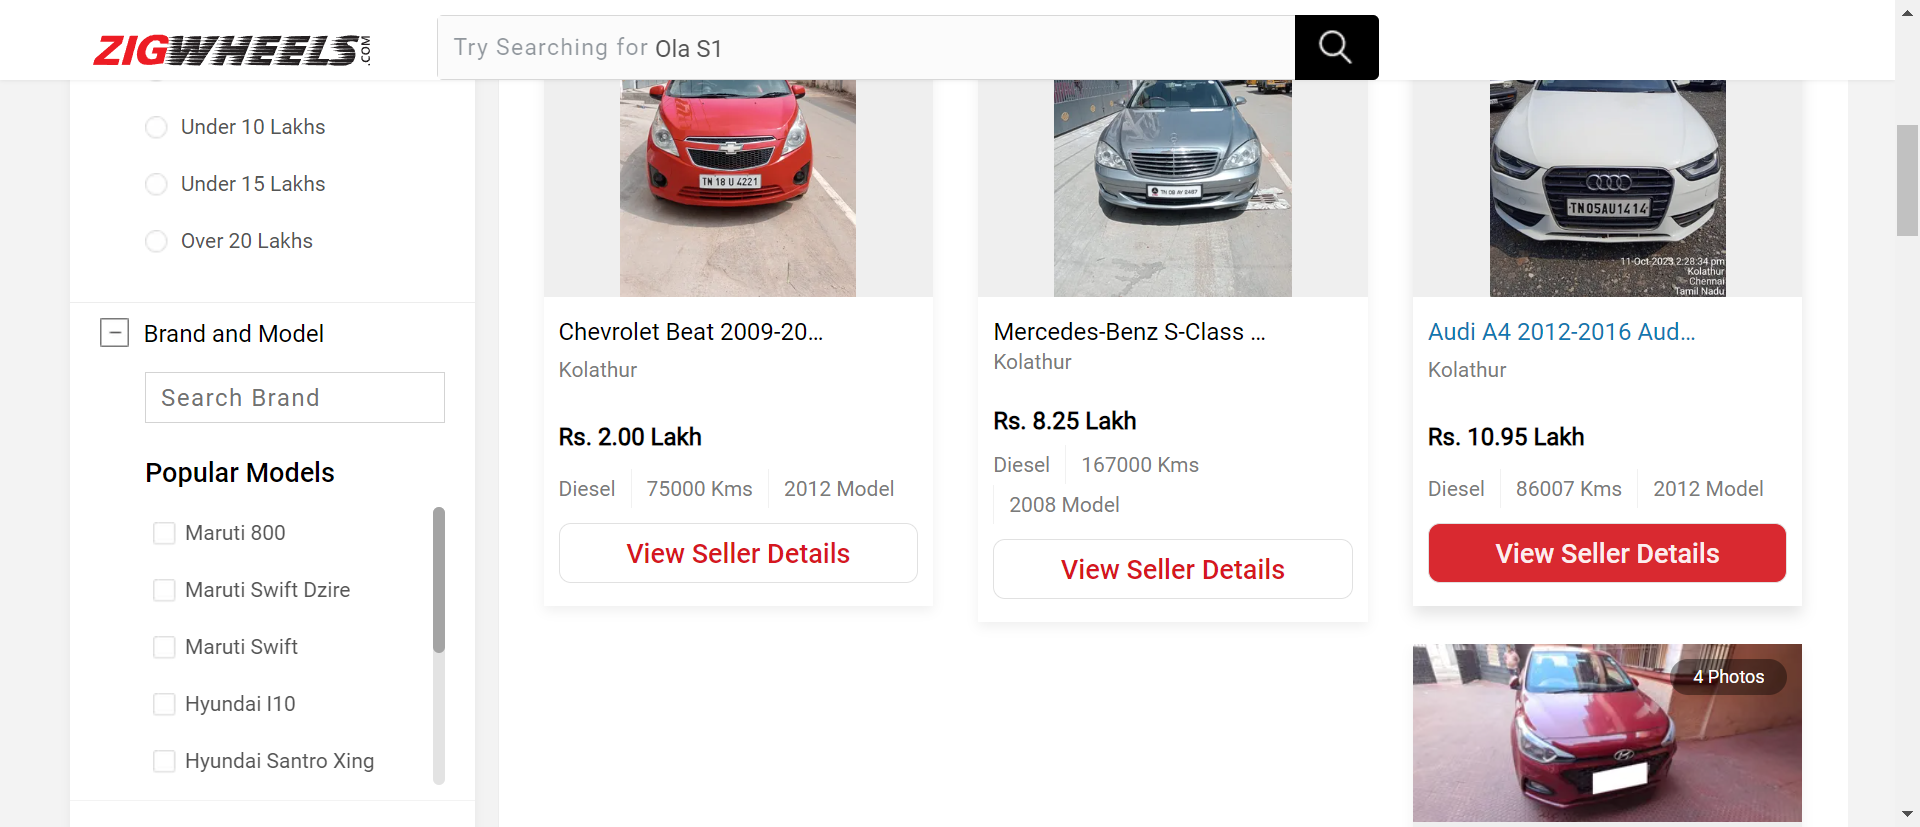 ZIGWHEELS.COM
Try Searching for Ola S1
Under 10 Lakhs
Under 15 Lakhs
Over 20 Lakhs
Brand and Model
Search Brand
Popular Models
Maruti 800
Maruti Swift Dzire
Maruti Swift
Hyundai I10
Hyundai Santro Xing
TN 18 U 4221
Chevrolet Beat 2009-20...
Kolathur
Rs. 2.00 Lakh
Diesel 75000 Kms 2012 Model
View Seller Details
TN 09 AY 2467
Mercedes-Benz S-Class ...
Kolathur
Rs. 8.25 Lakh
Diesel 167000 Kms
2008 Model
View Seller Details
TN05AU1414
11-Oct-2023 2:28:34 pm
Kolathur
Chennai
Tamil Nadu
Audi A4 2012-2016 Aud...
Kolathur
Rs. 10.95 Lakh
Diesel 86007 Kms 2012 Model
View Seller Details
4 Photos